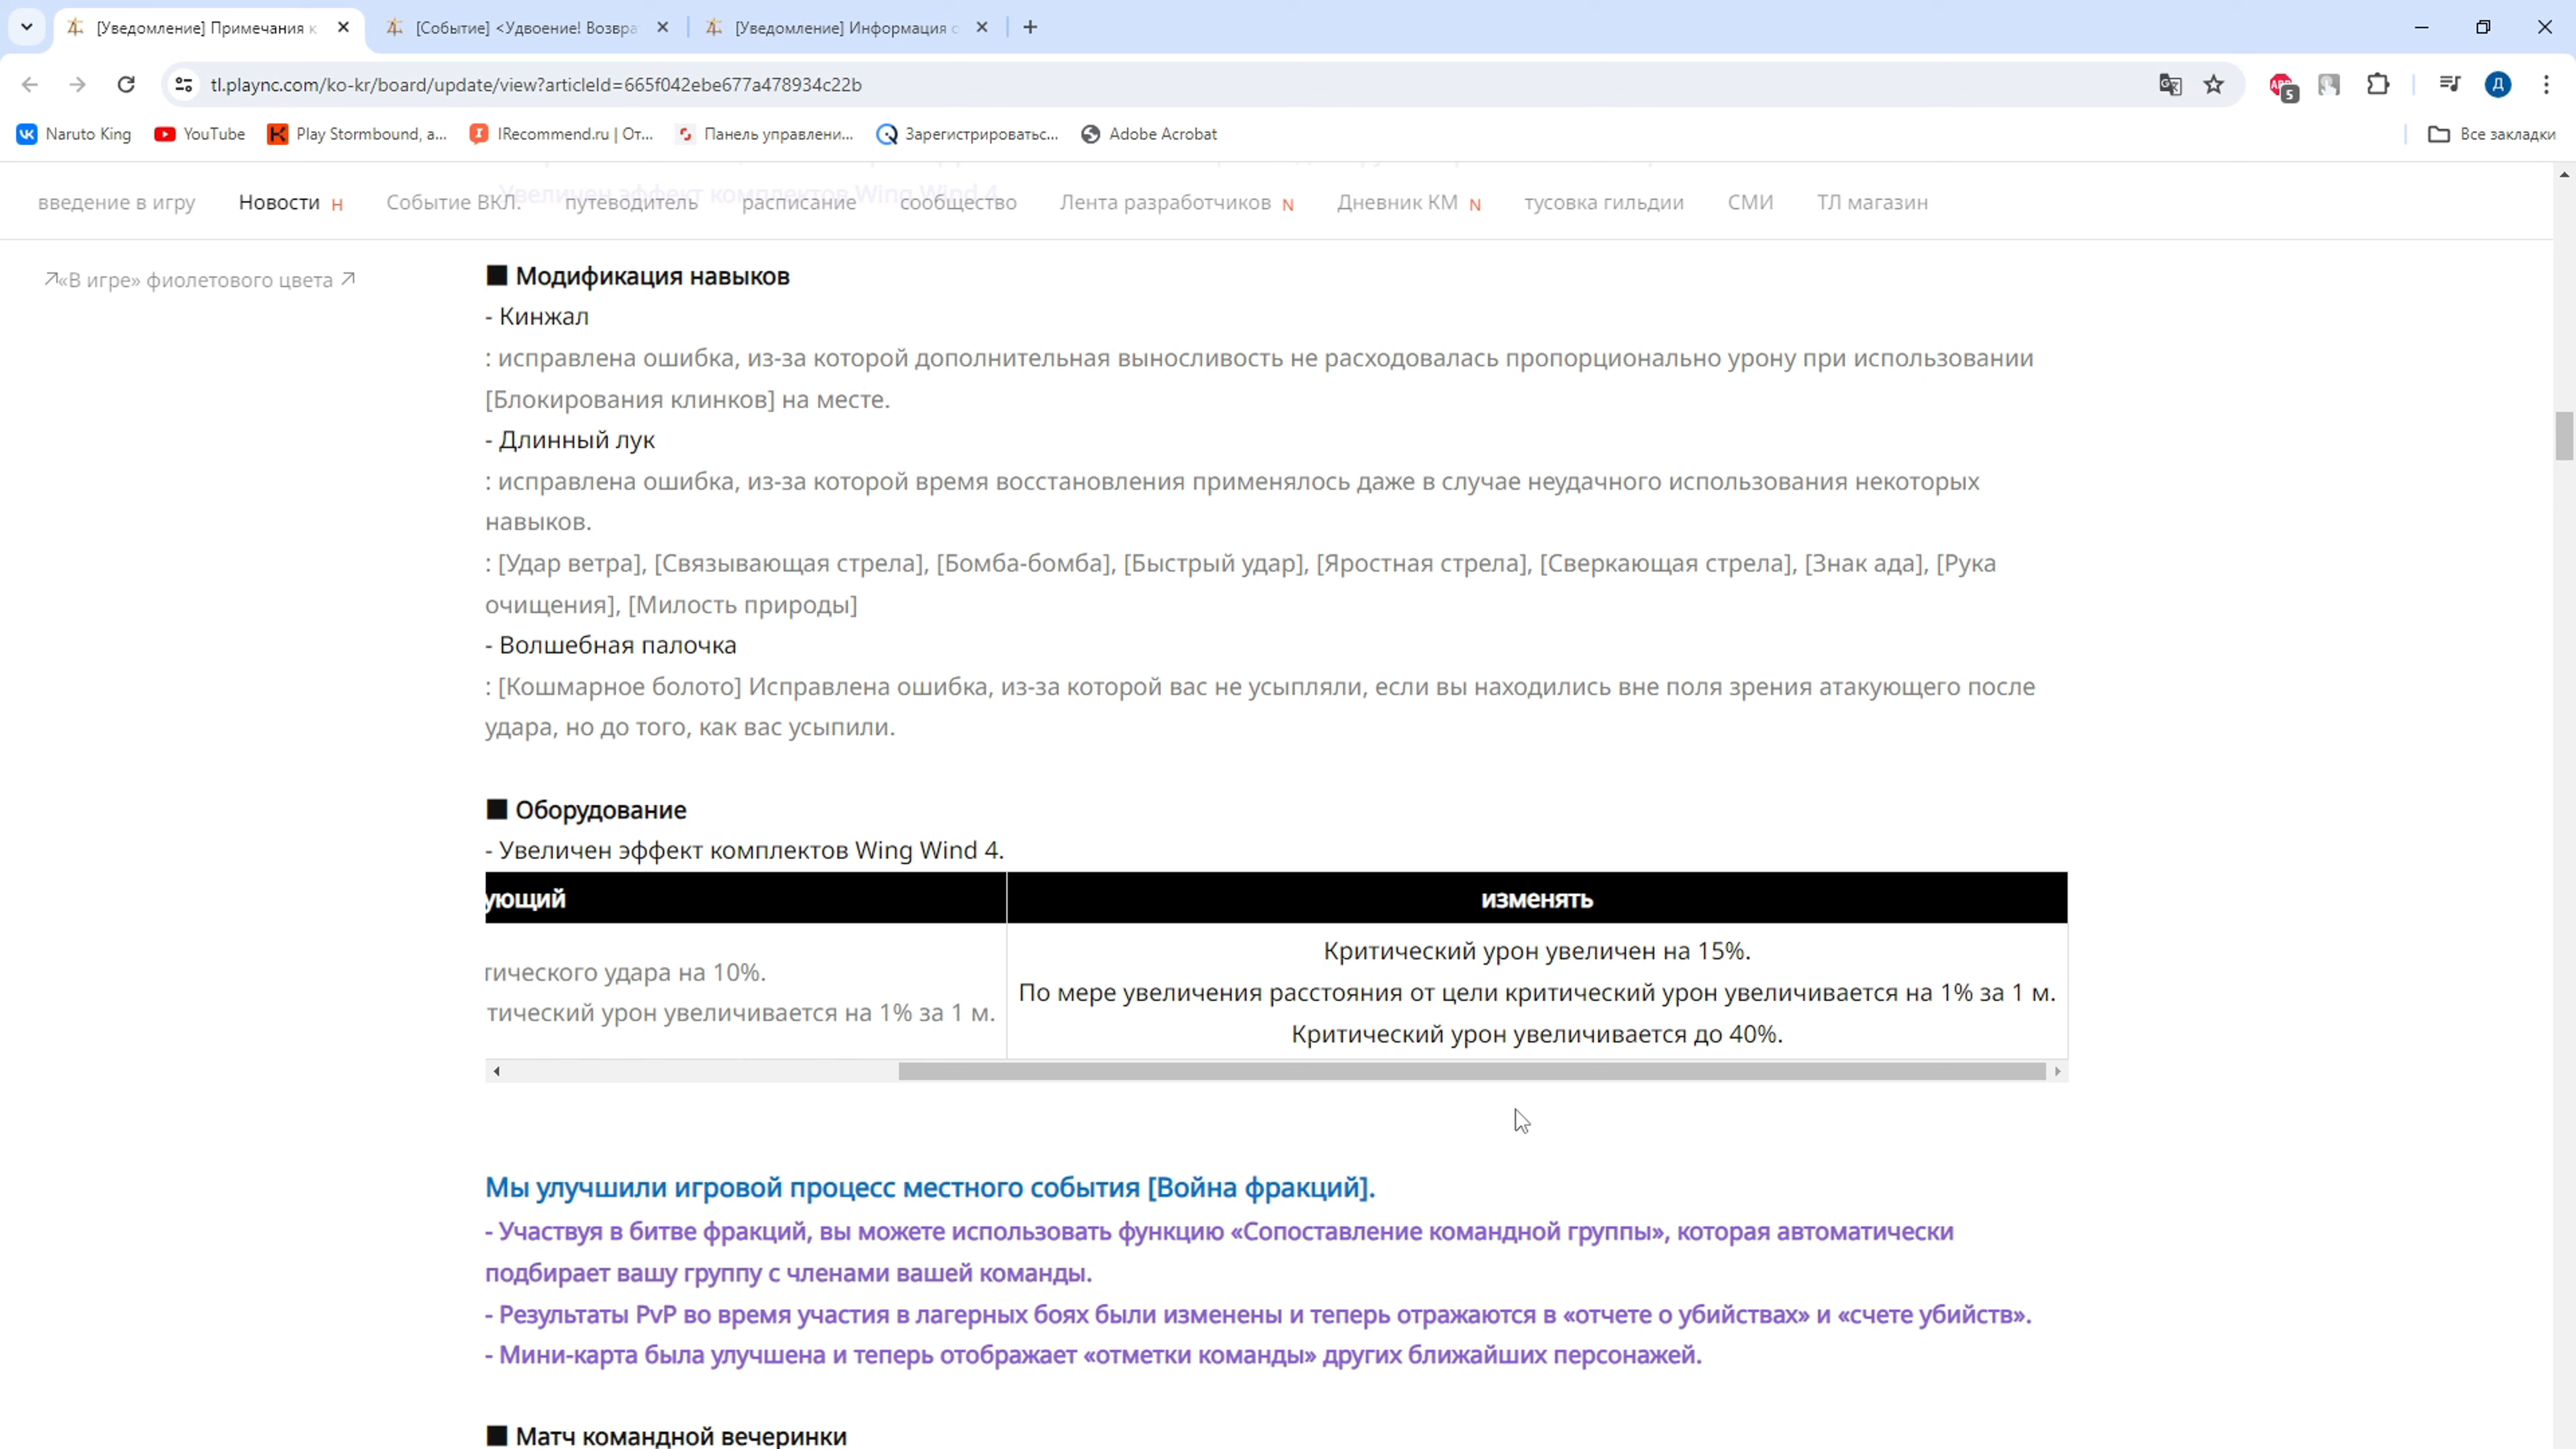 [Уведомление] Примечания к
[Событие] <Удвоение! Возвра
[Уведомление] Информация о
tl.plaync.com/ko-kr/board/update/view?articleId=665f042ebe677a478934c22b
5
Д
Naruto King
YouTube
Play Stormbound, a...
IRecommend.ru | От...
Панель управлени...
Зарегистрироватьс...
Adobe Acrobat
Все закладки
Увеличен эффект комплектов Wing Wind 4.
введение в игру
Новости Н
Событие ВКЛ.
путеводитель
расписание
сообщество
Лента разработчиков N
Дневник КМ N
тусовка гильдии
СМИ
ТЛ магазин
«В игре» фиолетового цвета
■ Модификация навыков
- Кинжал
: исправлена ошибка, из-за которой дополнительная выносливость не расходовалась пропорционально урону при использовании
[Блокирования клинков] на месте.
- Длинный лук
: исправлена ошибка, из-за которой время восстановления применялось даже в случае неудачного использования некоторых
навыков.
: [Удар ветра], [Связывающая стрела], [Бомба-бомба], [Быстрый удар], [Яростная стрела], [Сверкающая стрела], [Знак ада], [Рука
очищения], [Милость природы]
- Волшебная палочка
: [Кошмарное болото] Исправлена ошибка, из-за которой вас не усыпляли, если вы находились вне поля зрения атакующего после
удара, но до того, как вас усыпили.
■ Оборудование
- Увеличен эффект комплектов Wing Wind 4.
ующий
изменять
тического удара на 10%.
тический урон увеличивается на 1% за 1 м.
Критический урон увеличен на 15%.
По мере увеличения расстояния от цели критический урон увеличивается на 1% за 1 м.
Критический урон увеличивается до 40%.
Мы улучшили игровой процесс местного события [Война фракций].
- Участвуя в битве фракций, вы можете использовать функцию «Сопоставление командной группы», которая автоматически
подбирает вашу группу с членами вашей команды.
- Результаты PvP во время участия в лагерных боях были изменены и теперь отражаются в «отчете о убийствах» и «счете убийств».
- Мини-карта была улучшена и теперь отображает «отметки команды» других ближайших персонажей.
■ Матч командной вечеринки